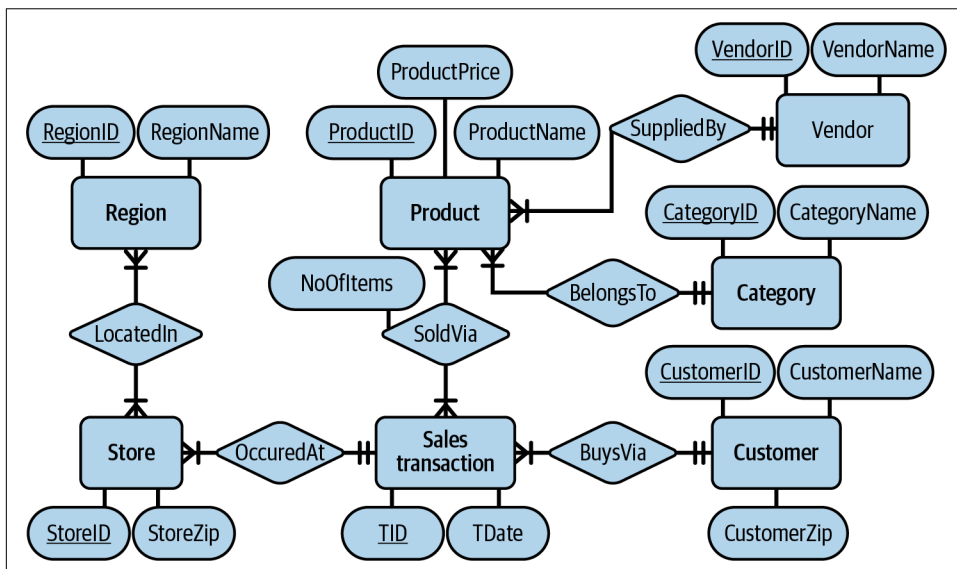 VendorID
VendorName
ProductPrice
RegionID
RegionName
ProductID
ProductName
SuppliedBy
Vendor
Region
Product
CategoryID
CategoryName
NoOfItems
BelongsTo
Category
LocatedIn
SoldVia
CustomerID
CustomerName
Store
OccuredAt
Sales
transaction
BuysVia
Customer
StoreID
StoreZip
TID
TDate
CustomerZip